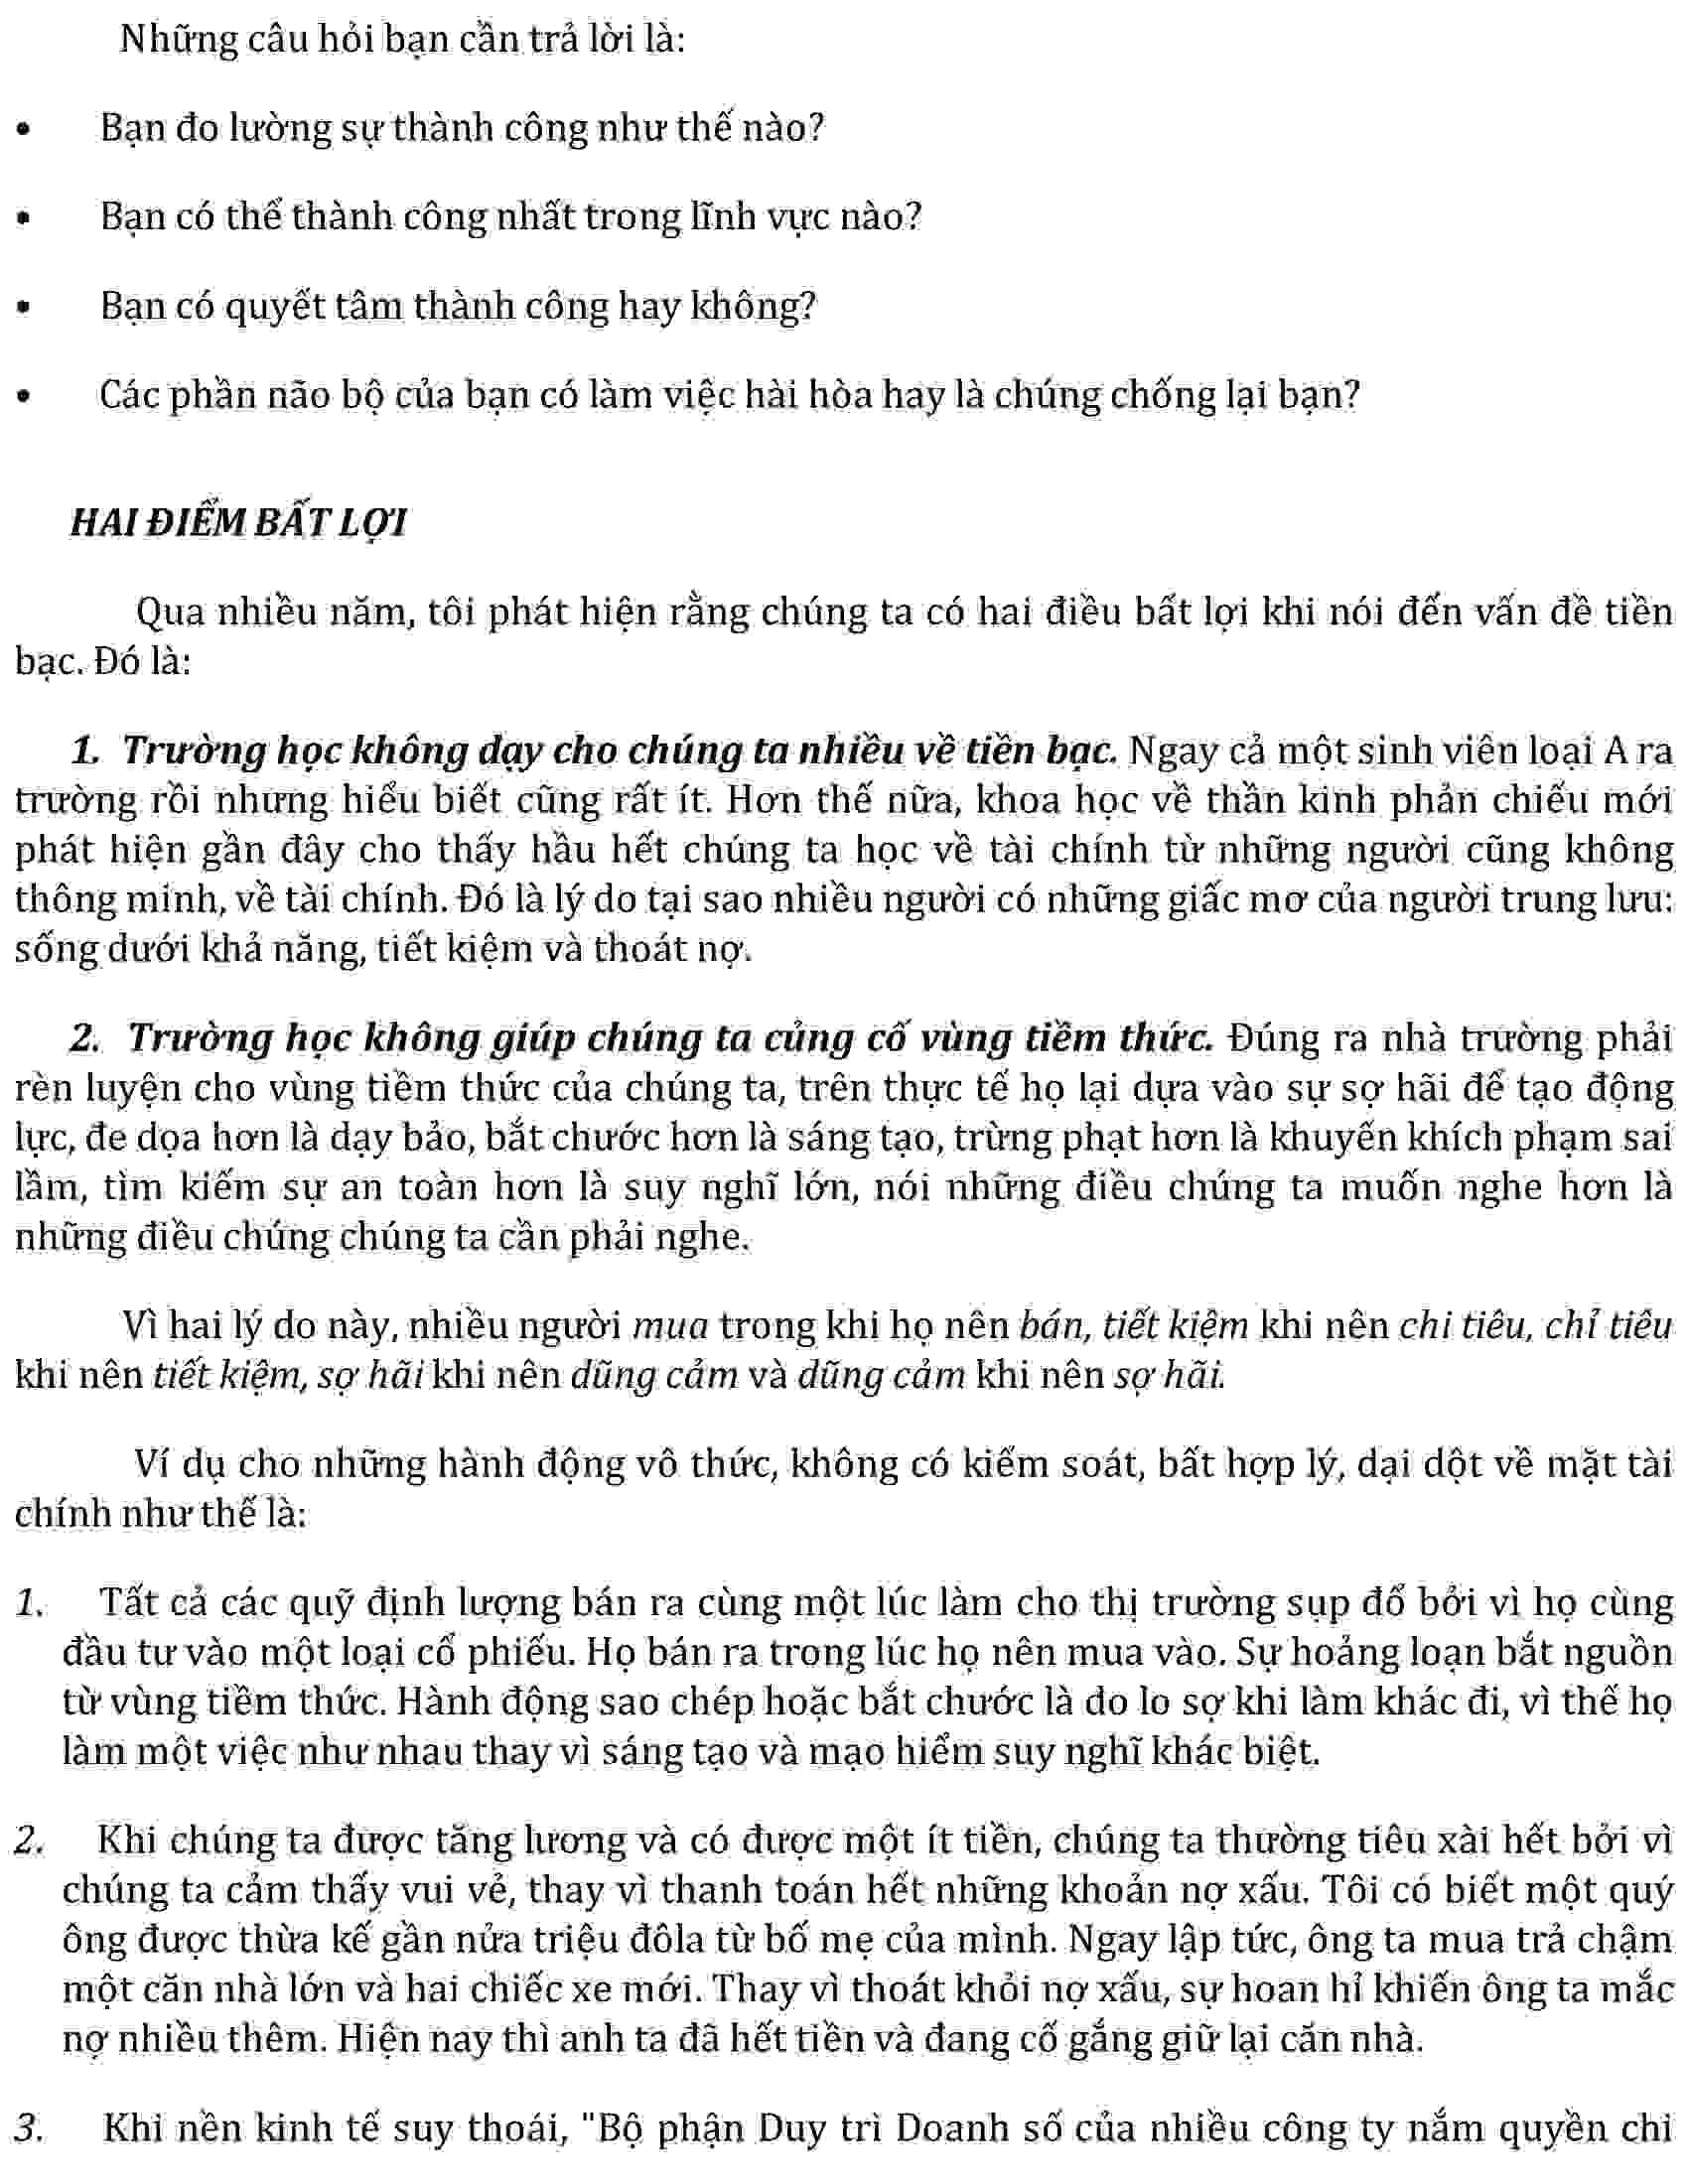 Những câu hỏi bạn cần trả lời là:
• Bạn đo lường sự thành công như thế nào?
• Bạn có thể thành công nhất trong lĩnh vực nào?
• Bạn có quyết tâm thành công hay không?
• Các phần não bộ của bạn có làm việc hài hòa hay là chúng chống lại bạn?
HAI ĐIỂM BẤT LỢI
Qua nhiều năm, tôi phát hiện rằng chúng ta có hai điều bất lợi khi nói đến vấn đề tiền
bạc. Đó là:
1. Trường học không dạy cho chúng ta nhiều về tiền bạc. Ngay cả một sinh viên loại A ra
trường rồi nhưng hiểu biết cũng rất ít. Hơn thế nữa, khoa học về thần kinh phản chiếu mới
phát hiện gần đây cho thấy hầu hết chúng ta học về tài chính từ những người cũng không
thông minh, về tài chính. Đó là lý do tại sao nhiều người có những giấc mơ của người trung lưu:
sống dưới khả năng, tiết kiệm và thoát nợ.
2. Trường học không giúp chúng ta củng cố vùng tiềm thức. Đúng ra nhà trường phải
rèn luyện cho vùng tiềm thức của chúng ta, trên thực tế họ lại dựa vào sự sợ hãi để tạo động
lực, đe dọa hơn là dạy bảo, bắt chước hơn là sáng tạo, trừng phạt hơn là khuyến khích phạm sai
lầm, tìm kiếm sự an toàn hơn là suy nghĩ lớn, nói những điều chúng ta muốn nghe hơn là
những điều chúng chúng ta cần phải nghe.
Vì hai lý do này, nhiều người mua trong khi họ nên bán, tiết kiệm khi nên chi tiêu, chỉ tiêu
khi nên tiết kiệm, sợ hãi khi nên dũng cảm và dũng cảm khi nên sợ hãi.
Ví dụ cho những hành động vô thức, không có kiểm soát, bất hợp lý, dại dột về mặt tài
chính như thế là:
1. Tất cả các quỹ định lượng bán ra cùng một lúc làm cho thị trường sụp đổ bởi vì họ cùng
đầu tư vào một loại cổ phiếu. Họ bán ra trong lúc họ nên mua vào. Sự hoảng loạn bắt nguồn
từ vùng tiềm thức. Hành động sao chép hoặc bắt chước là do lo sợ khi làm khác đi, vì thế họ
làm một việc như nhau thay vì sáng tạo và mạo hiểm suy nghĩ khác biệt.
2. Khi chúng ta được tăng lương và có được một ít tiền, chúng ta thường tiêu xài hết bởi vì
chúng ta cảm thấy vui vẻ, thay vì thanh toán hết những khoản nợ xấu. Tôi có biết một quý
ông được thừa kế gần nửa triệu đôla từ bố mẹ của mình. Ngay lập tức, ông ta mua trả chậm
một căn nhà lớn và hai chiếc xe mới. Thay vì thoát khỏi nợ xấu, sự hoan hỉ khiến ông ta mắc
nợ nhiều thêm. Hiện nay thì anh ta đã hết tiền và đang cố gắng giữ lại căn nhà.
3. Khi nền kinh tế suy thoái, "Bộ phận Duy trì Doanh số của nhiều công ty nắm quyền chi